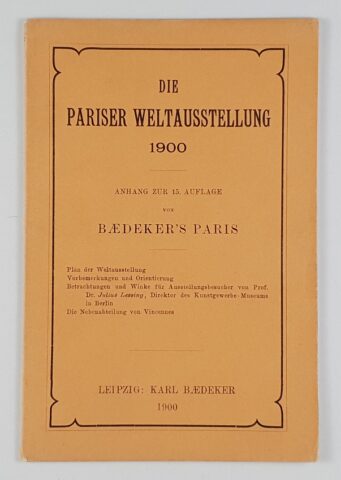 DIE
PARISER WELTAUSSTELLUNG
1900
ANHANG ZUR 15. AUFLAGE
VON
BÆDEKER'S PARIS
Plan der Weltausstellung
Vorbemerkungen und Orientierung
Betrachtungen und Winke für Ausstellungsbesucher von Prof.
Dr. Julius Lessing, Direktor des Kunstgewerbe-Museums
in Berlin
Die Nebenabteilung von Vincennes
LEIPZIG: KARL BÆDEKER
1900